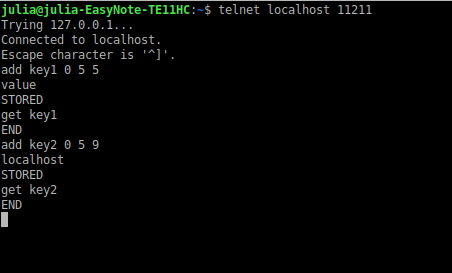 julia@julia-EasyNote-TE11HC:~$ telnet localhost 11211
Trying 127.0.0.1...
Connected to localhost.
Escape character is '^]'.
add key1 0 5 5
value
STORED
get key1
END
add key2 0 5 9
localhost
STORED
get key2
END